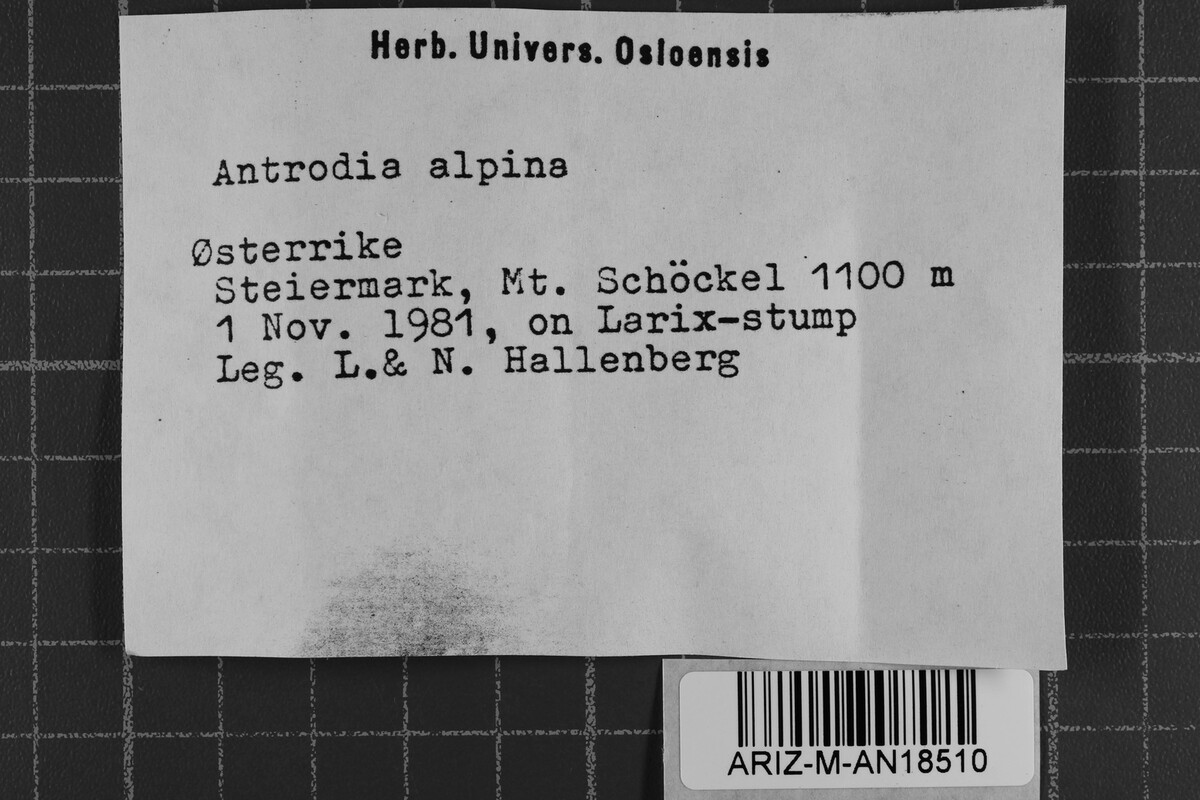 Herb. Univers. Osloensis
Antrodia alpina
Østerrike
Steiermark, Mt. Schöckel 1100 m
1 Nov. 1981, on Larix-stump
Leg. L.& N. Hallenberg
ARIZ-M-AN18510